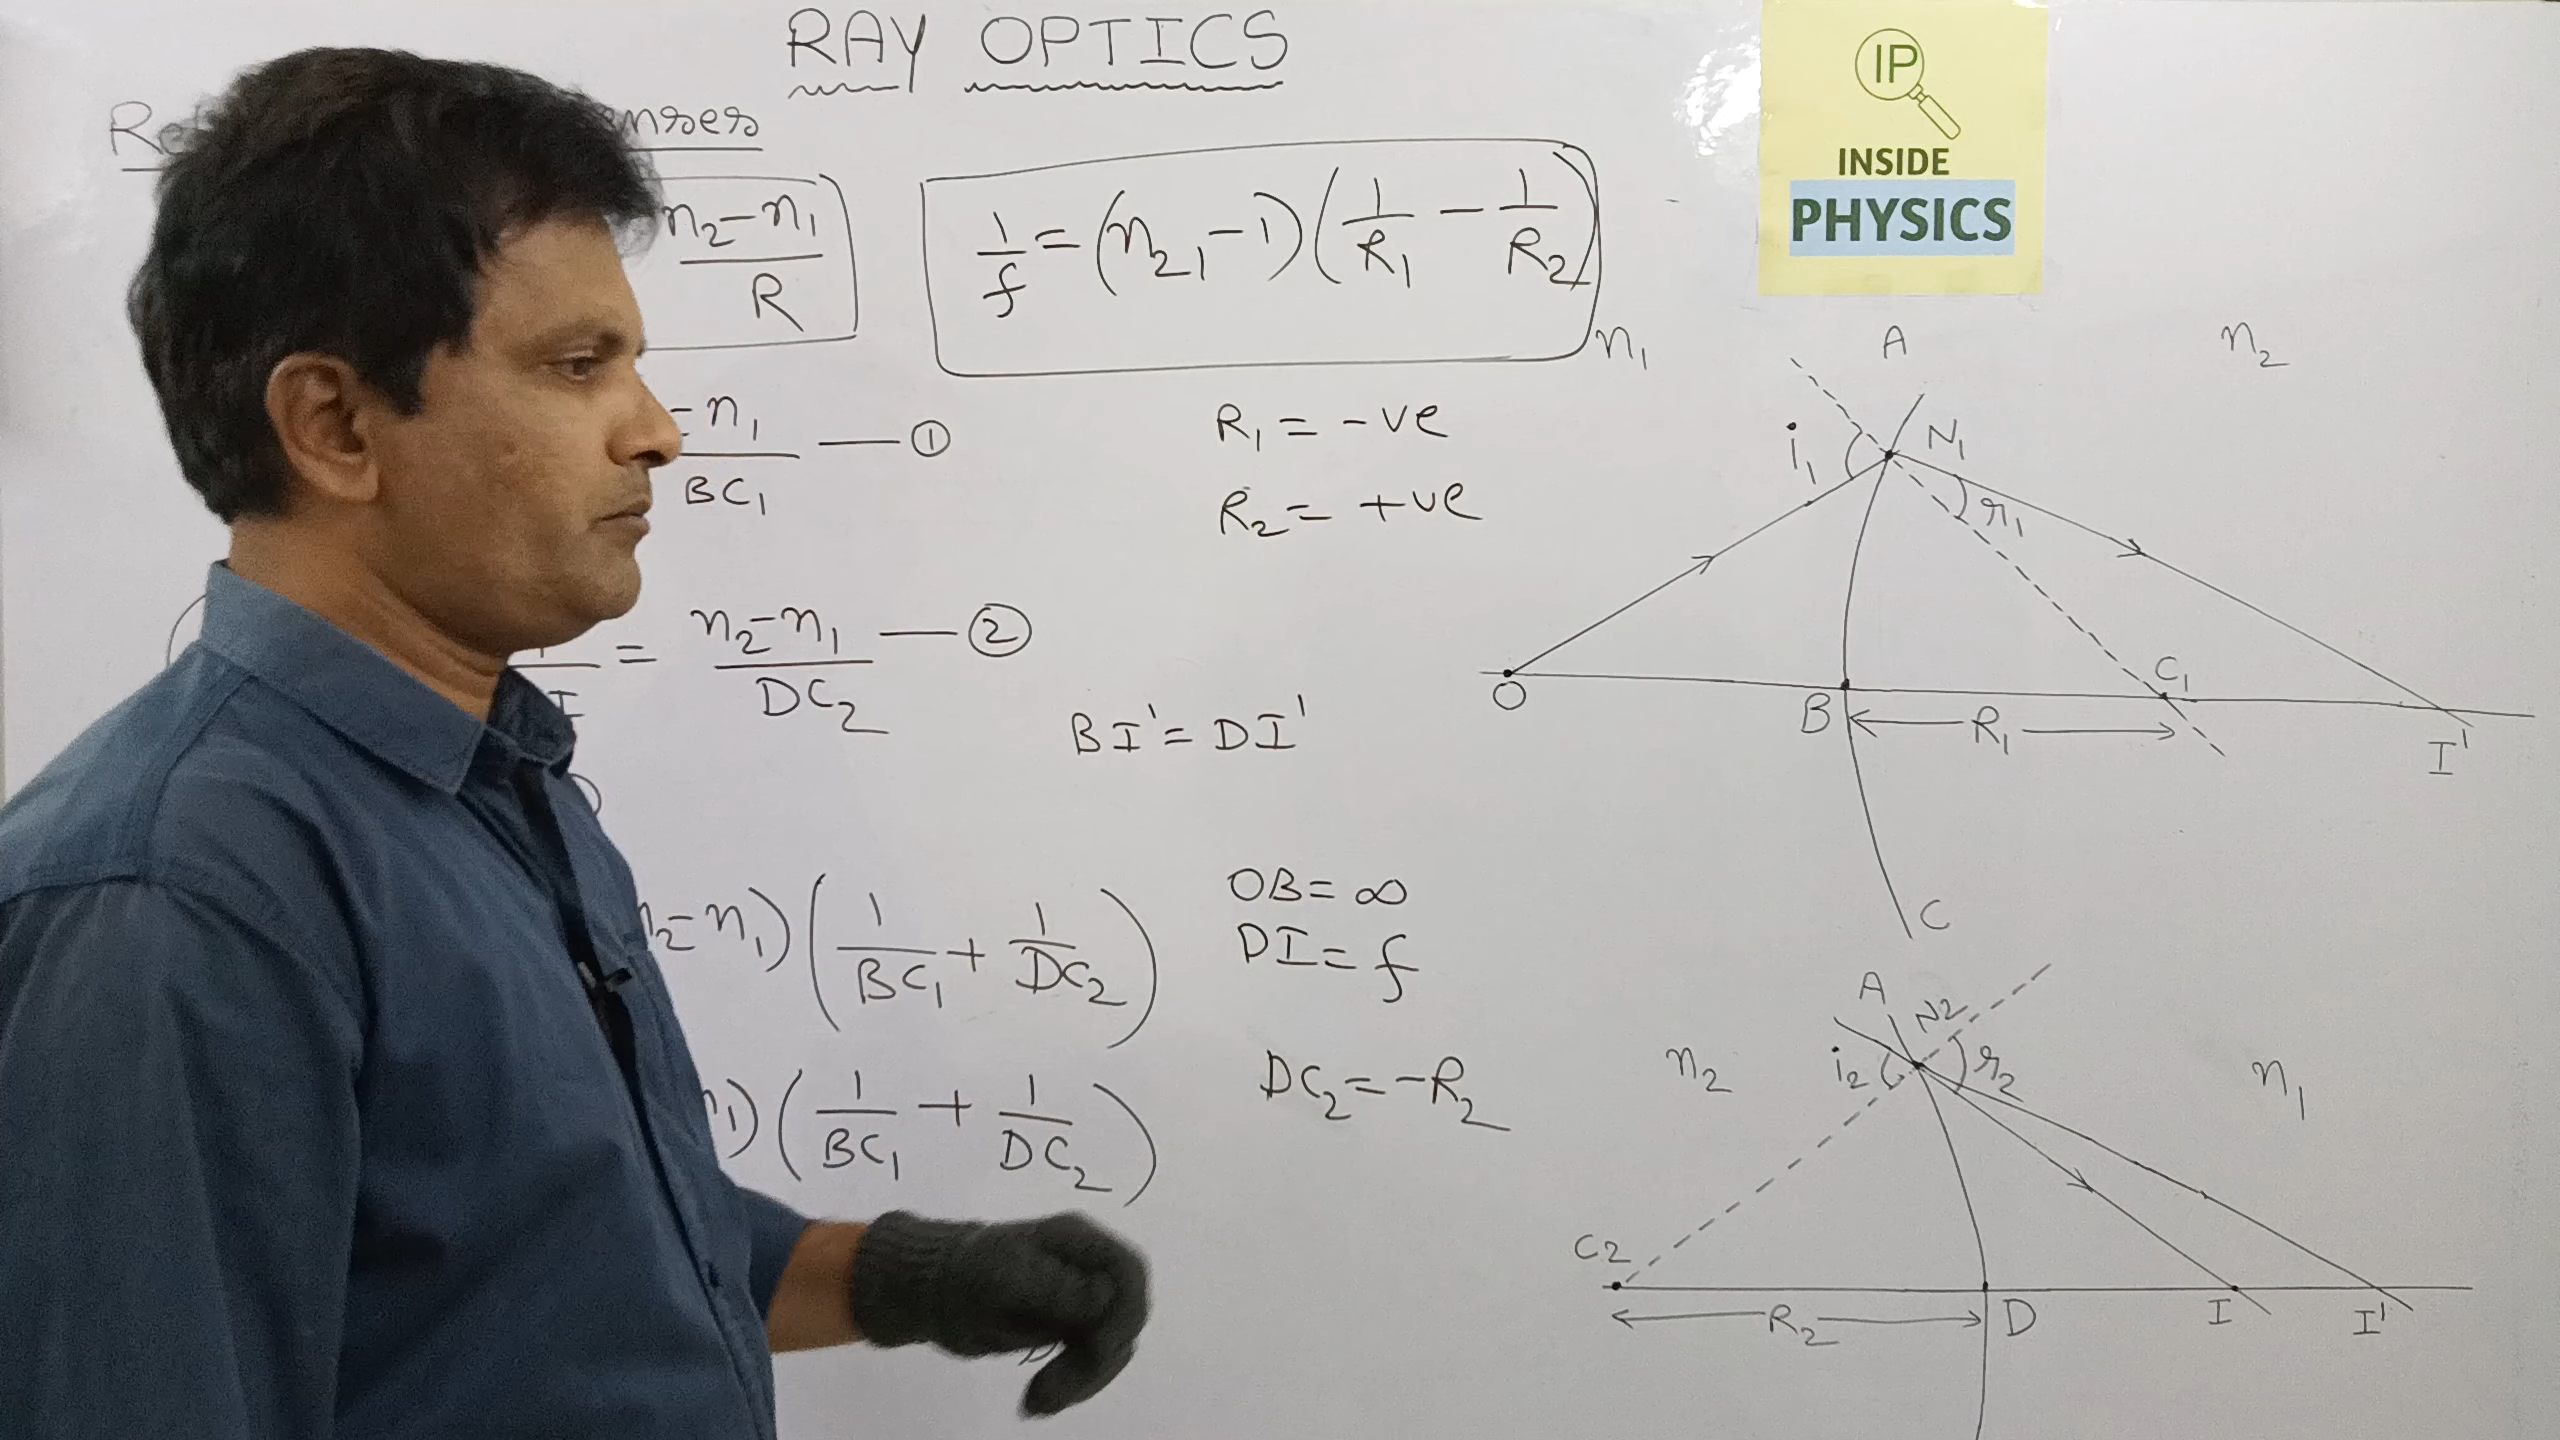 RAY OPTICS
IP
INSIDE
PHYSICS
n₂-n₁
R
1/f = (n₂₁-1)(1/R₁ - 1/R₂)
-n₁/BC₁ — ①
R₁ = -ve
R₂ = +ve
= n₂-n₁/DC₂ — ②
I
BI' = DI'
n₂-n₁)(1/BC₁ + 1/DC₂)
OB = ∞
DI = f
)(1/BC₁ + 1/DC₂)
DC₂ = -R₂
n₁
A
n₂
i₁
N₁
r₁
O
B
R₁
C₁
I'
C
A
N₂
n₂
i₂
r₂
n₁
C₂
R₂
D
I
I'